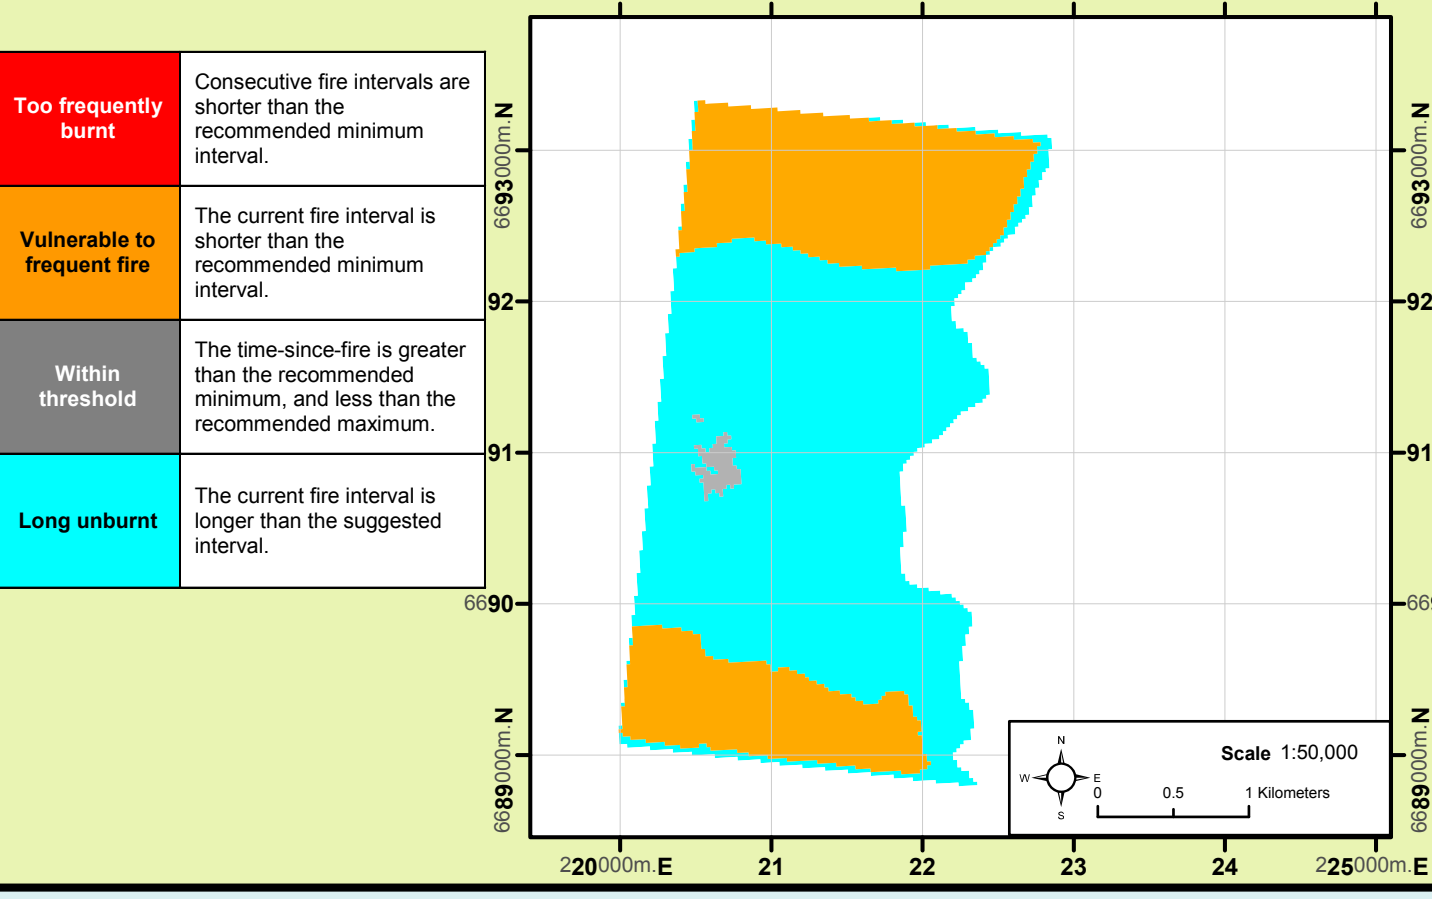 Too frequently
burnt
Consecutive fire intervals are
shorter than the
recommended minimum
interval.
Vulnerable to
frequent fire
The current fire interval is
shorter than the
recommended minimum
interval.
Within
threshold
The time-since-fire is greater
than the recommended
minimum, and less than the
recommended maximum.
Long unburnt
The current fire interval is
longer than the suggested
interval.
6693000m.N
92
91
6690
6689000m.N
6693000m.N
92
91
669
6689000m.N
N
W
E
S
Scale 1:50,000
0
0.5
1 Kilometers
220000m.E
21
22
23
24
225000m.E